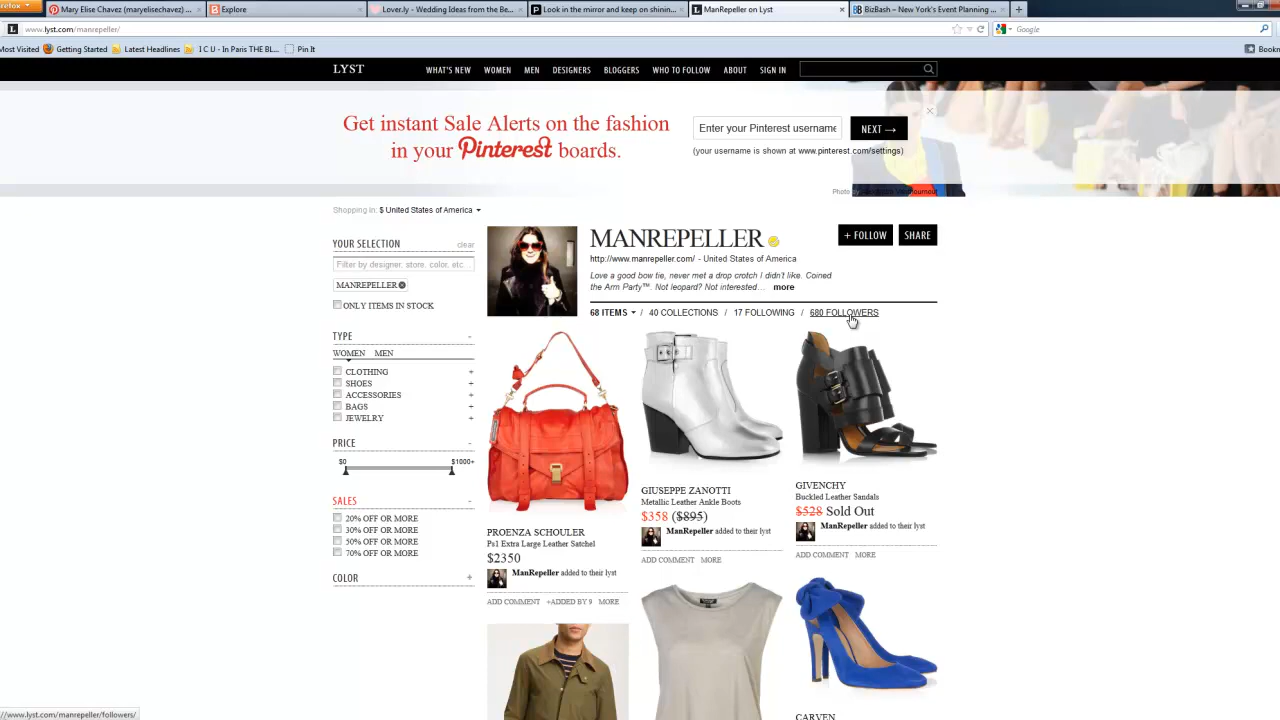 refox
Mary Elise Chavez (maryelisechavez) ...
Explore
Lover.ly - Wedding Ideas from the Be...
Look in the mirror and keep on shinin...
ManRepeller on Lyst
BizBash – New York's Event Planning ...
www.lyst.com/manrepeller/
Google
Most Visited
Getting Started
Latest Headlines
I C U - In Paris THE BL...
Pin It
Bookm
LYST
WHAT'S NEW WOMEN MEN DESIGNERS BLOGGERS WHO TO FOLLOW ABOUT SIGN IN
Get instant Sale Alerts on the fashion
in your Pinterest boards.
Enter your Pinterest username
NEXT →
(your username is shown at www.pinterest.com/settings)
Photo by
Shopping In: $ United States of America
YOUR SELECTION
clear
Filter by designer, store, color, etc...
MANREPELLER
ONLY ITEMS IN STOCK
TYPE -
WOMEN MEN
CLOTHING +
SHOES +
ACCESSORIES +
BAGS +
JEWELRY +
PRICE -
$0 $1000+
SALES -
20% OFF OR MORE
30% OFF OR MORE
50% OFF OR MORE
70% OFF OR MORE
COLOR +
MANREPELLER
+ FOLLOW
SHARE
http://www.manrepeller.com/ - United States of America
Love a good bow tie, never met a drop crotch I didn't like. Coined
the Arm Party™. Not leopard? Not interested... more
68 ITEMS / 40 COLLECTIONS / 17 FOLLOWING / 680 FOLLOWERS
PROENZA SCHOULER
Ps1 Extra Large Leather Satchel
$2350
ManRepeller added to their lyst
ADD COMMENT +ADDED BY 9 MORE
GIUSEPPE ZANOTTI
Metallic Leather Ankle Boots
$358 ($895)
ManRepeller added to their lyst
ADD COMMENT MORE
GIVENCHY
Buckled Leather Sandals
$528 Sold Out
ManRepeller added to their lyst
ADD COMMENT MORE
CARVEN
//www.lyst.com/manrepeller/followers/